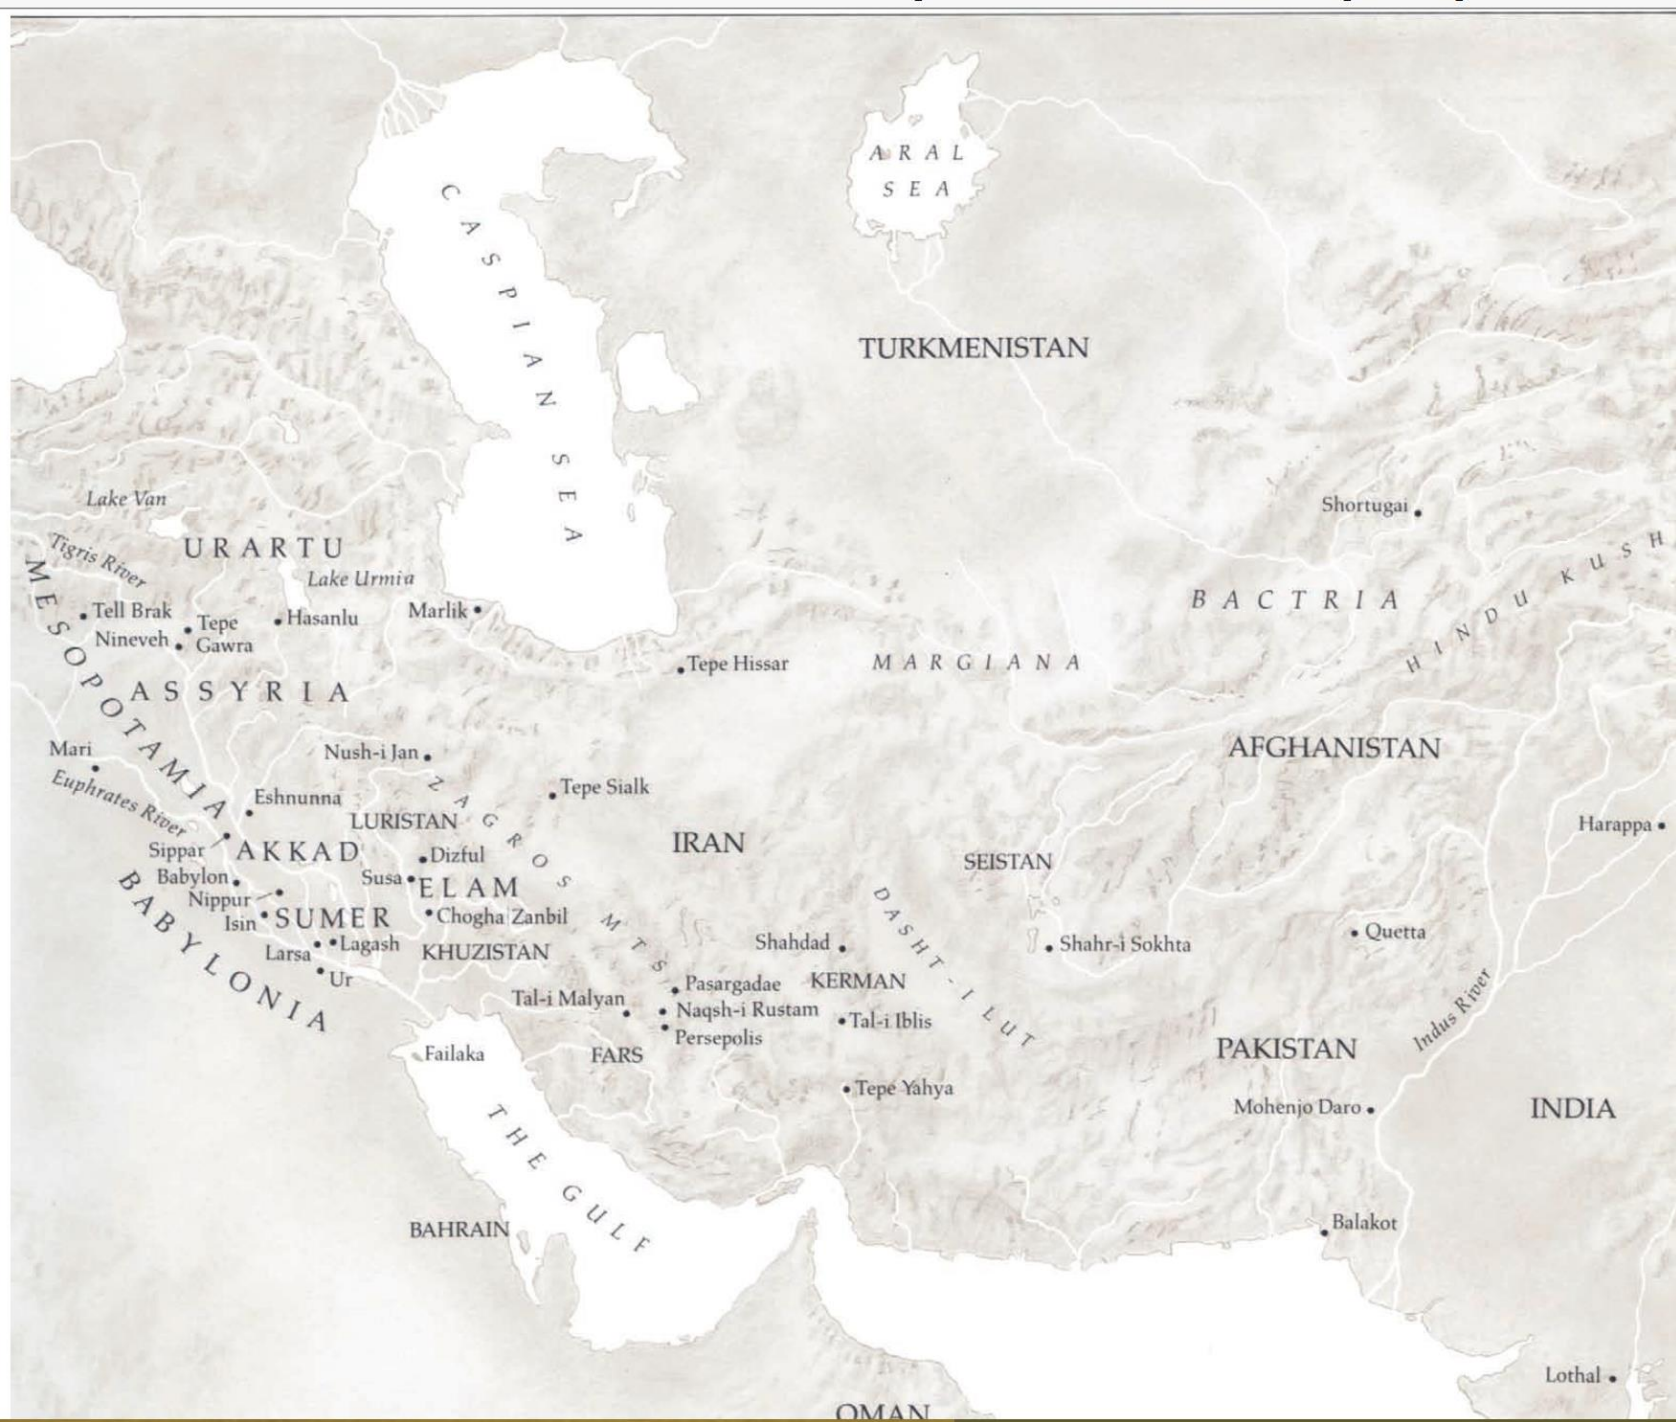 ARAL
SEA
CASPIAN SEA
TURKMENISTAN
Lake Van
Shortugai
Tigris River
URARTU
HINDU KUSH
Lake Urmia
MESOPOTAMIA
BACTRIA
Tell Brak
Tepe
Gawra
Hasanlu
Marlik
Nineveh
Tepe Hissar
MARGIANA
ASSYRIA
Mari
Nush-i Jan
AFGHANISTAN
Euphrates River
Eshnunna
ZAGROS MTS
Tepe Sialk
LURISTAN
Harappa
IRAN
Sippar
AKKAD
Dizful
SEISTAN
Babylon
Susa
ELAM
Nippur
BABYLONIA
Isin
SUMER
Chogha Zanbil
DASHT-I LUT
Quetta
Larsa
Lagash
KHUZISTAN
Shahdad
Shahr-i Sokhta
Ur
Pasargadae
KERMAN
Tal-i Malyan
Naqsh-i Rustam
Tal-i Iblis
Indus River
Persepolis
Failaka
FARS
PAKISTAN
Tepe Yahya
Mohenjo Daro
INDIA
THE GULF
BAHRAIN
Balakot
Lothal
OMAN